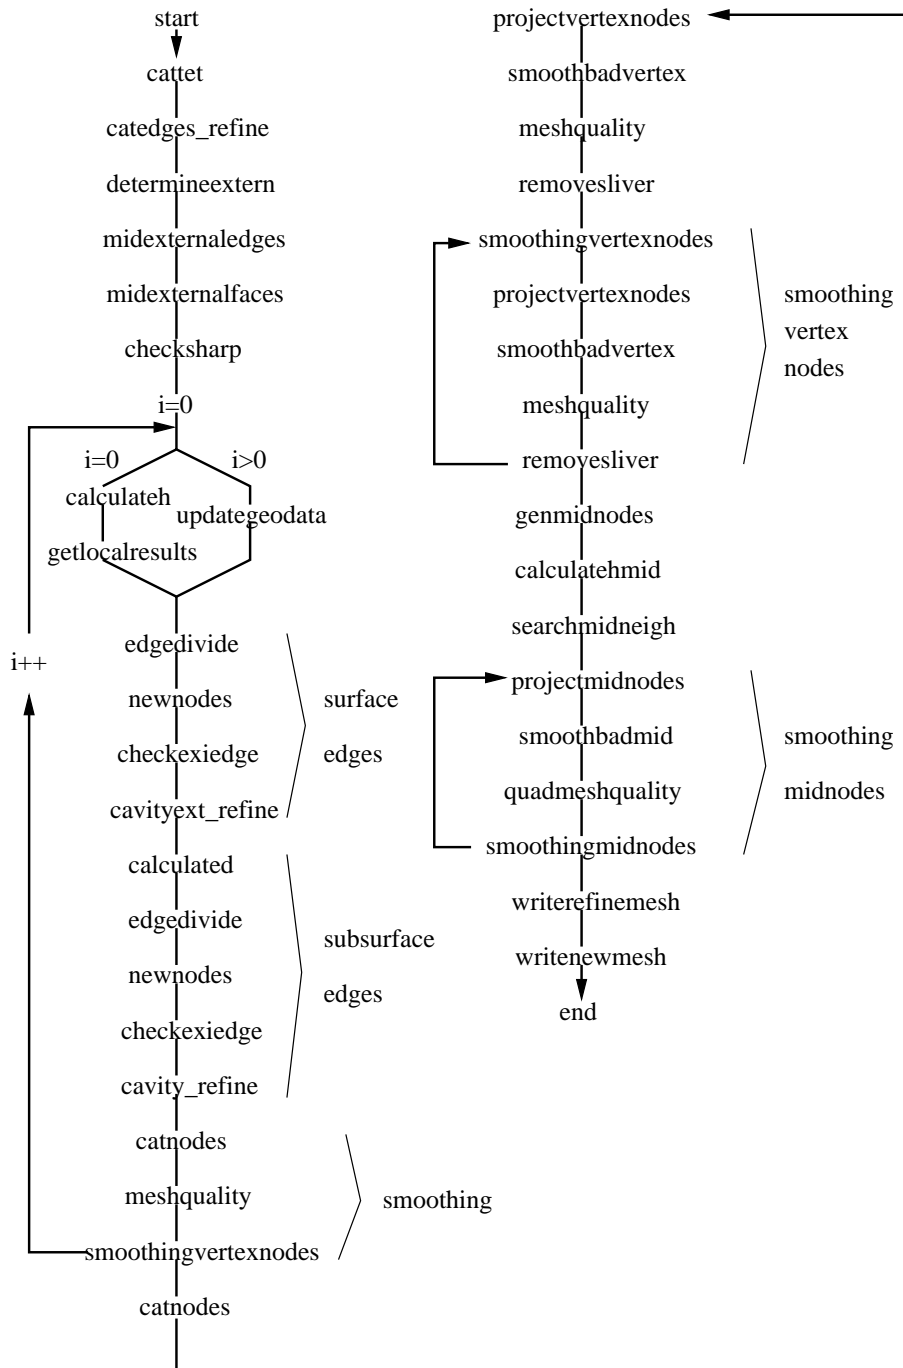 start
cattet
catedges_refine
determineextern
midexternaledges
midexternalfaces
checksharp
i=0
i=0
i>0
calculateh
updategeodata
getlocalresults
i++
edgedivide
newnodes
checkexiedge
cavityext_refine
surface
edges
calculated
edgedivide
newnodes
checkexiedge
cavity_refine
subsurface
edges
catnodes
meshquality
smoothingvertexnodes
smoothing
catnodes
projectvertexnodes
smoothbadvertex
meshquality
removesliver
smoothingvertexnodes
projectvertexnodes
smoothbadvertex
meshquality
removesliver
smoothing
vertex
nodes
genmidnodes
calculatehmid
searchmidneigh
projectmidnodes
smoothbadmid
quadmeshquality
smoothingmidnodes
smoothing
midnodes
writerefinemesh
writenewmesh
end